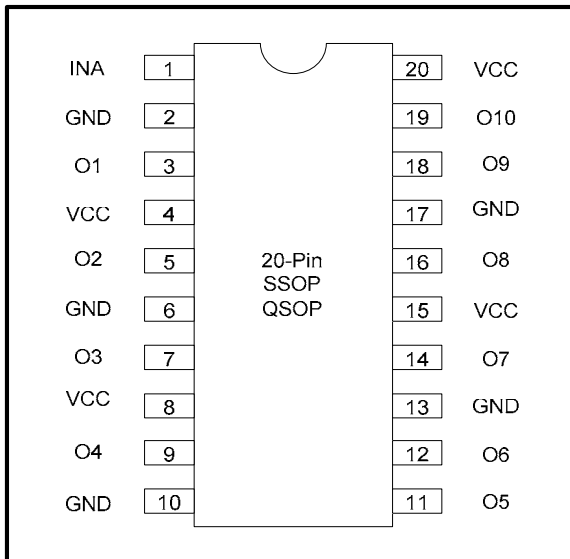 INA 1 20 VCC
GND 2 19 O10
O1 3 18 O9
VCC 4 17 GND
O2 5 16 O8
20-Pin
SSOP
QSOP
GND 6 15 VCC
O3 7 14 O7
VCC 8 13 GND
O4 9 12 O6
GND 10 11 O5